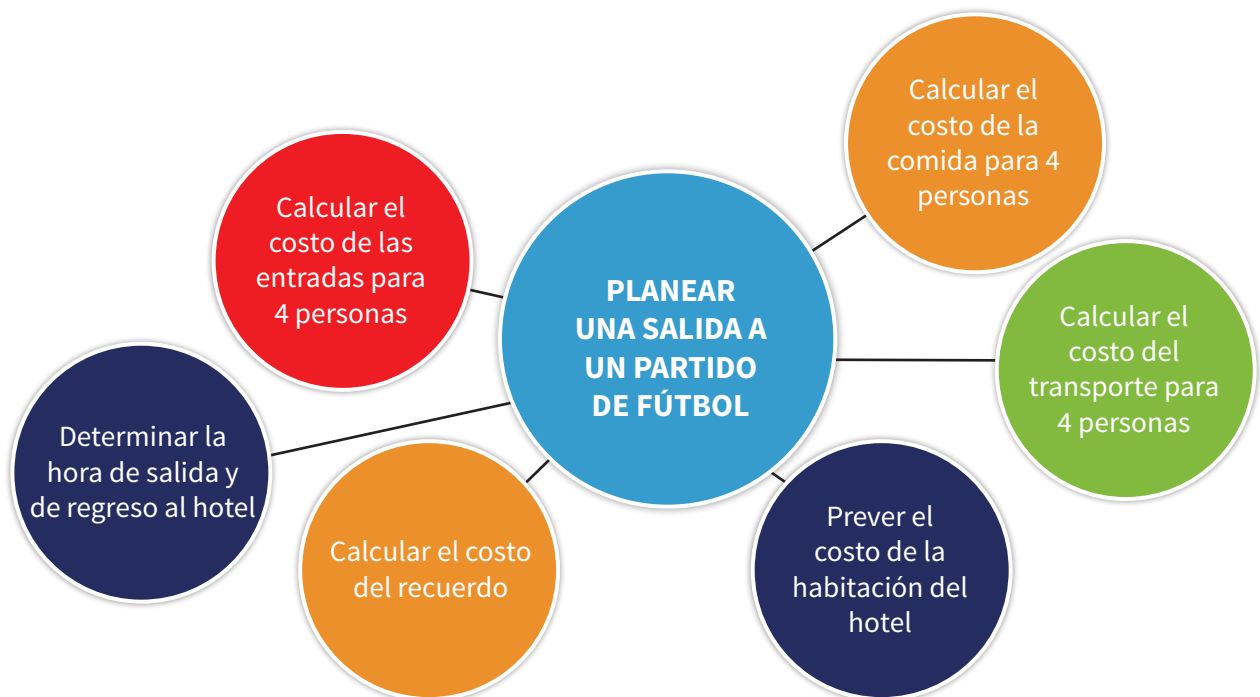 Calcular el
costo de la
comida para 4
personas
Calcular el
costo de las
entradas para
4 personas
PLANEAR
UNA SALIDA A
UN PARTIDO
DE FÚTBOL
Calcular el
costo del
transporte para
4 personas
Determinar la
hora de salida y
de regreso al hotel
Calcular el costo
del recuerdo
Prever el
costo de la
habitación del
hotel